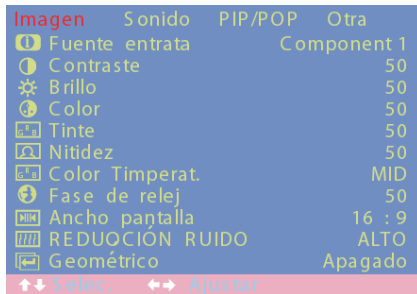 Imagen Sonido PIP/POP Otra
Fuente entrata Component 1
Contraste 50
Brillo 50
Color 50
Tinte 50
Nitidez 50
Color Timperat. MID
Fase de relej 50
Ancho pantalla 16 : 9
REDUQCIÓN RUIDO ALTO
Geométrico Apagado
Selec. Ajustar